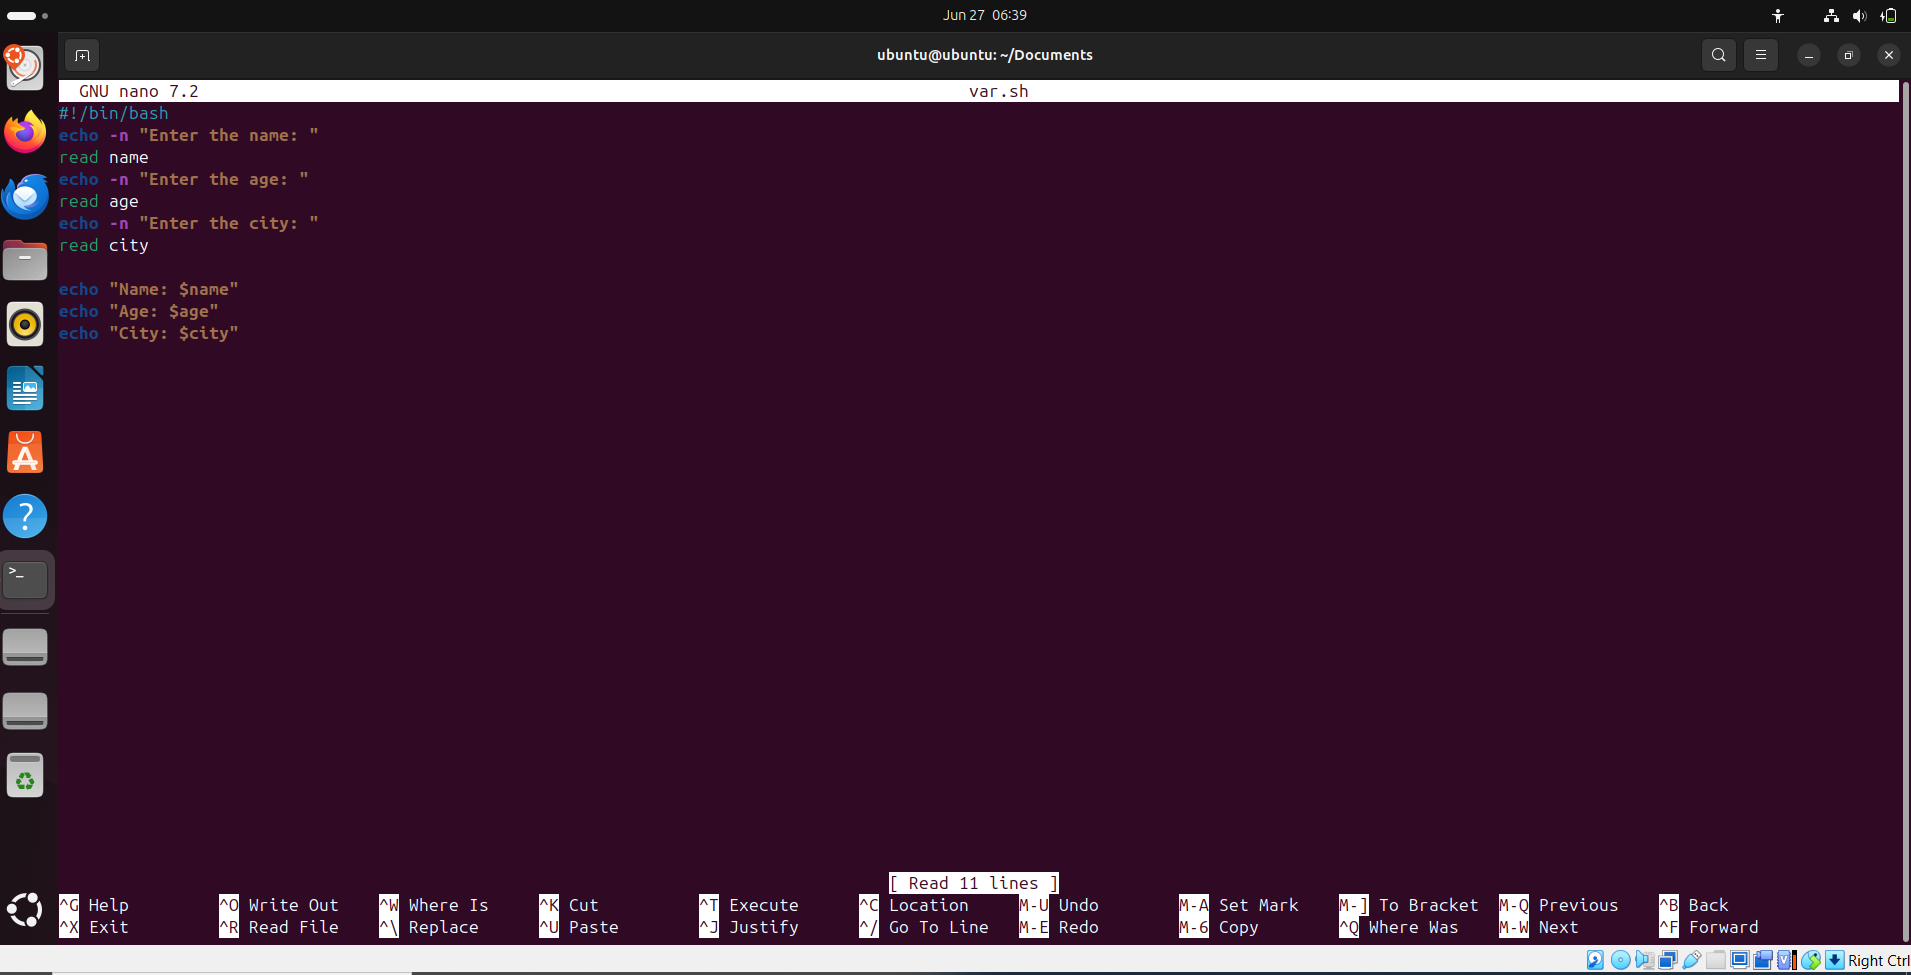 Jun 27 06:39
ubuntu@ubuntu: ~/Documents
GNU nano 7.2 var.sh
#!/bin/bash
echo -n "Enter the name: "
read name
echo -n "Enter the age: "
read age
echo -n "Enter the city: "
read city
echo "Name: $name"
echo "Age: $age"
echo "City: $city"
[ Read 11 lines ]
^G Help ^O Write Out ^W Where Is ^K Cut ^T Execute ^C Location M-U Undo M-A Set Mark M-] To Bracket M-Q Previous ^B Back
^X Exit ^R Read File ^\ Replace ^U Paste ^J Justify ^/ Go To Line M-E Redo M-6 Copy ^Q Where Was M-W Next ^F Forward
Right Ctrl